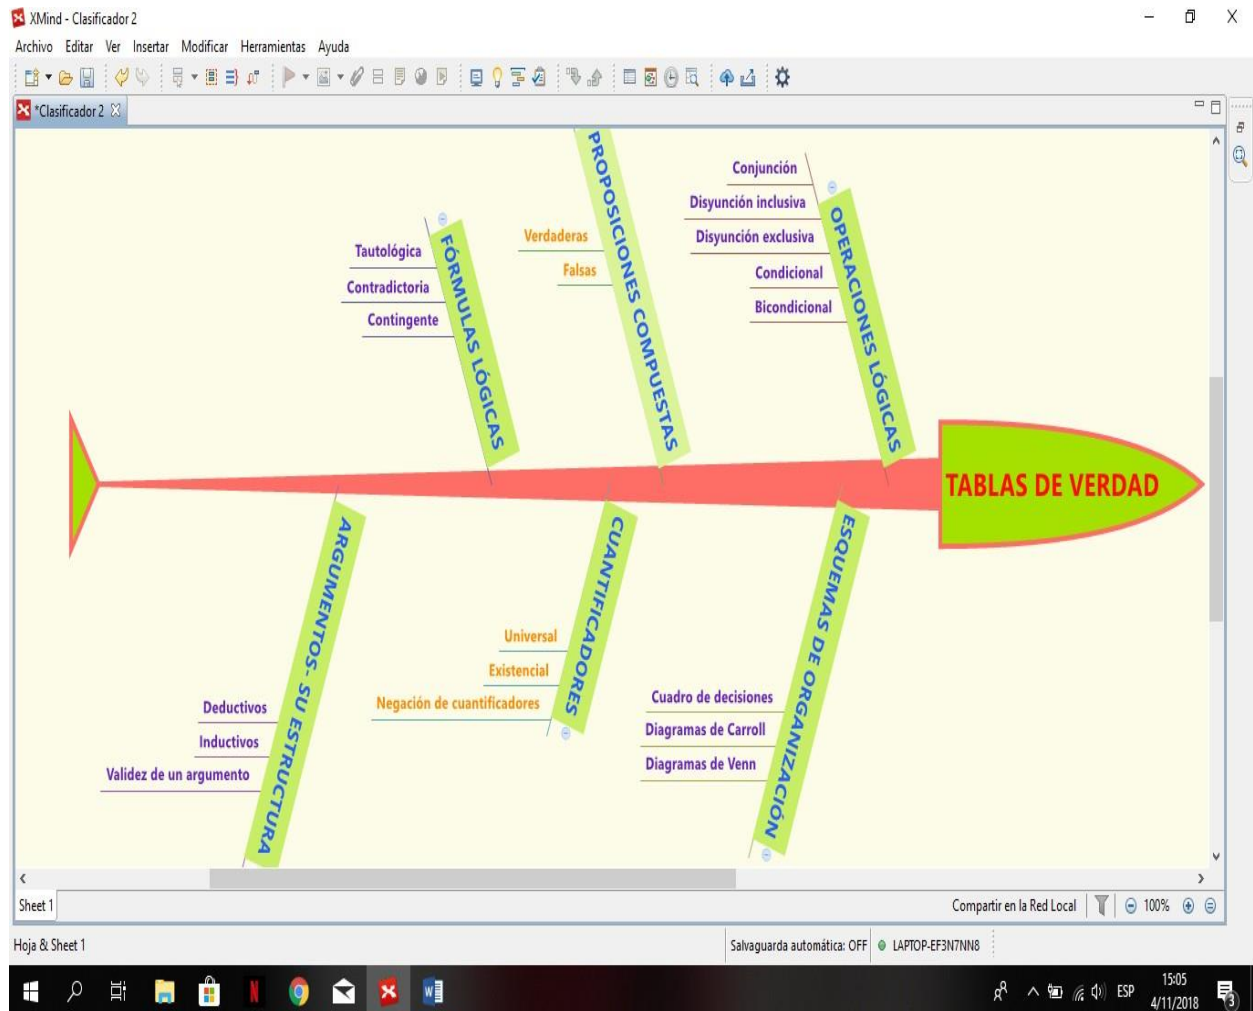 XMind - Clasificador 2
Archivo Editar Ver Insertar Modificar Herramientas Ayuda
*Clasificador 2
FÓRMULAS LÓGICAS
Tautológica
Contradictoria
Contingente
PROPOSICIONES COMPUESTAS
Verdaderas
Falsas
OPERACIONES LÓGICAS
Conjunción
Disyunción inclusiva
Disyunción exclusiva
Condicional
Bicondicional
TABLAS DE VERDAD
ARGUMENTOS- SU ESTRUCTURA
Deductivos
Inductivos
Validez de un argumento
CUANTIFICADORES
Universal
Existencial
Negación de cuantificadores
ESQUEMAS DE ORGANIZACIÓN
Cuadro de decisiones
Diagramas de Carroll
Diagramas de Venn
Sheet 1
Compartir en la Red Local
100%
Hoja & Sheet 1
Salvaguarda automática: OFF
LAPTOP-EF3N7NN8
ESP
15:05
4/11/2018
3